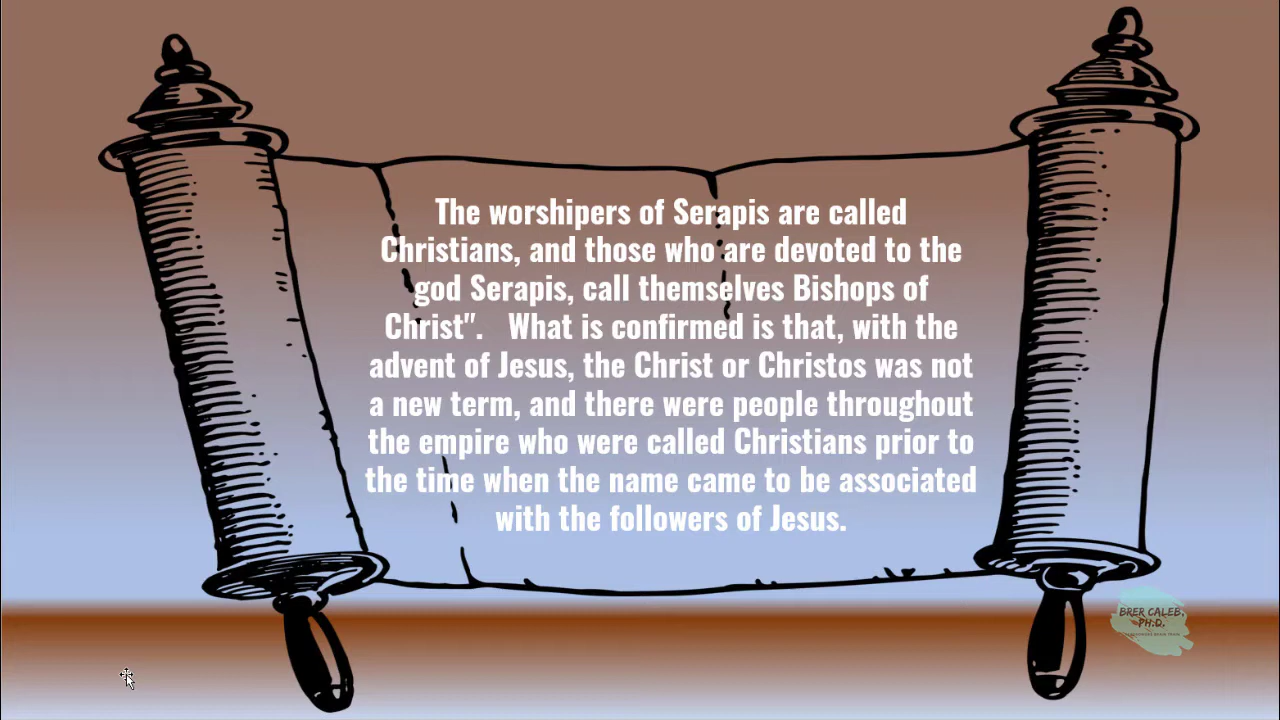 The worshipers of Serapis are called
Christians, and those who are devoted to the
god Serapis, call themselves Bishops of
Christ".   What is confirmed is that, with the
advent of Jesus, the Christ or Christos was not
a new term, and there were people throughout
the empire who were called Christians prior to
the time when the name came to be associated
with the followers of Jesus.
BRER CALEB,
PH.D.